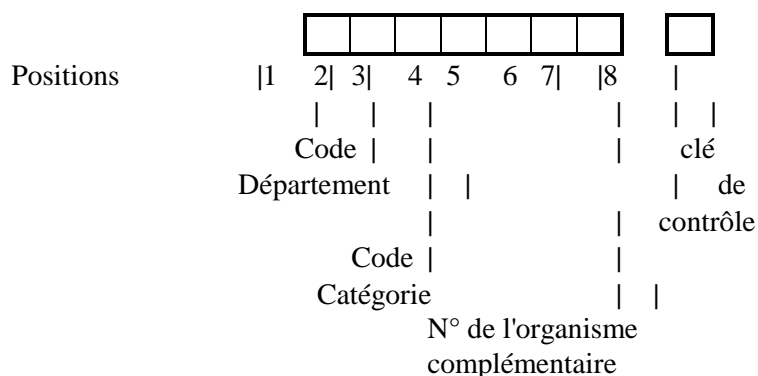 Positions |1 2| 3| 4 5 6 7| |8 |
| | | | | |
Code | | | clé
Département | | | de
| | contrôle
Code | |
Catégorie | |
N° de l'organisme
complémentaire